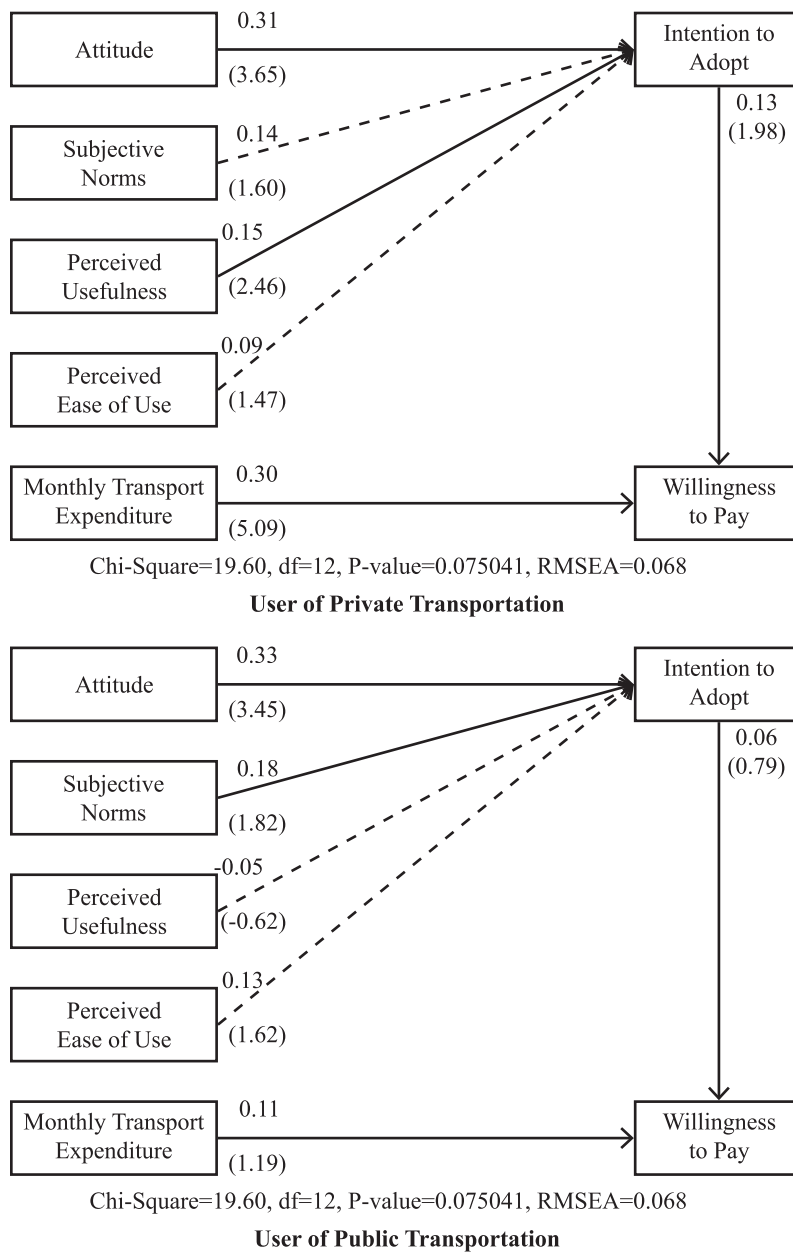 0.31
Attitude
(3.65)
Intention to
Adopt
0.13
(1.98)
0.14
Subjective
Norms
(1.60)
0.15
Perceived
Usefulness
(2.46)
0.09
Perceived
Ease of Use
(1.47)
0.30
Monthly Transport
Expenditure
(5.09)
Willingness
to Pay
Chi-Square=19.60, df=12, P-value=0.075041, RMSEA=0.068
User of Private Transportation
0.33
Attitude
(3.45)
Intention to
Adopt
0.06
(0.79)
0.18
Subjective
Norms
(1.82)
-0.05
Perceived
Usefulness
(-0.62)
0.13
Perceived
Ease of Use
(1.62)
0.11
Monthly Transport
Expenditure
(1.19)
Willingness
to Pay
Chi-Square=19.60, df=12, P-value=0.075041, RMSEA=0.068
User of Public Transportation